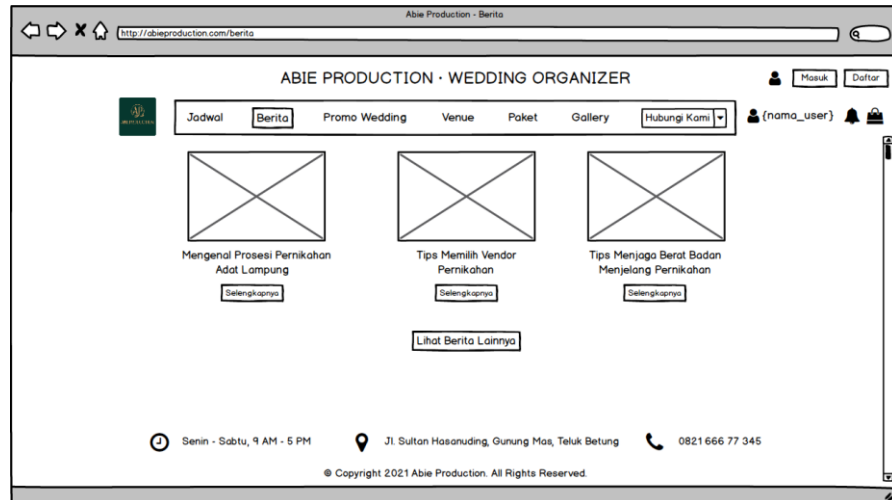 Abie Production - Berita
http://abieproduction.com/berita
ABIE PRODUCTION · WEDDING ORGANIZER
Masuk Daftar
Jadwal Berita Promo Wedding Venue Paket Gallery Hubungi Kami {nama_user}
Mengenal Prosesi Pernikahan
Adat Lampung
Selengkapnya
Tips Memilih Vendor
Pernikahan
Selengkapnya
Tips Menjaga Berat Badan
Menjelang Pernikahan
Selengkapnya
Lihat Berita Lainnya
Senin - Sabtu, 9 AM - 5 PM
Jl. Sultan Hasanuding, Gunung Mas, Teluk Betung
0821 666 77 345
© Copyright 2021 Abie Production. All Rights Reserved.